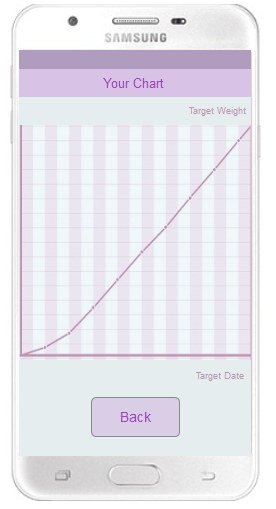 SAMSUNG
Your Chart
Target Weight
Target Date
Back